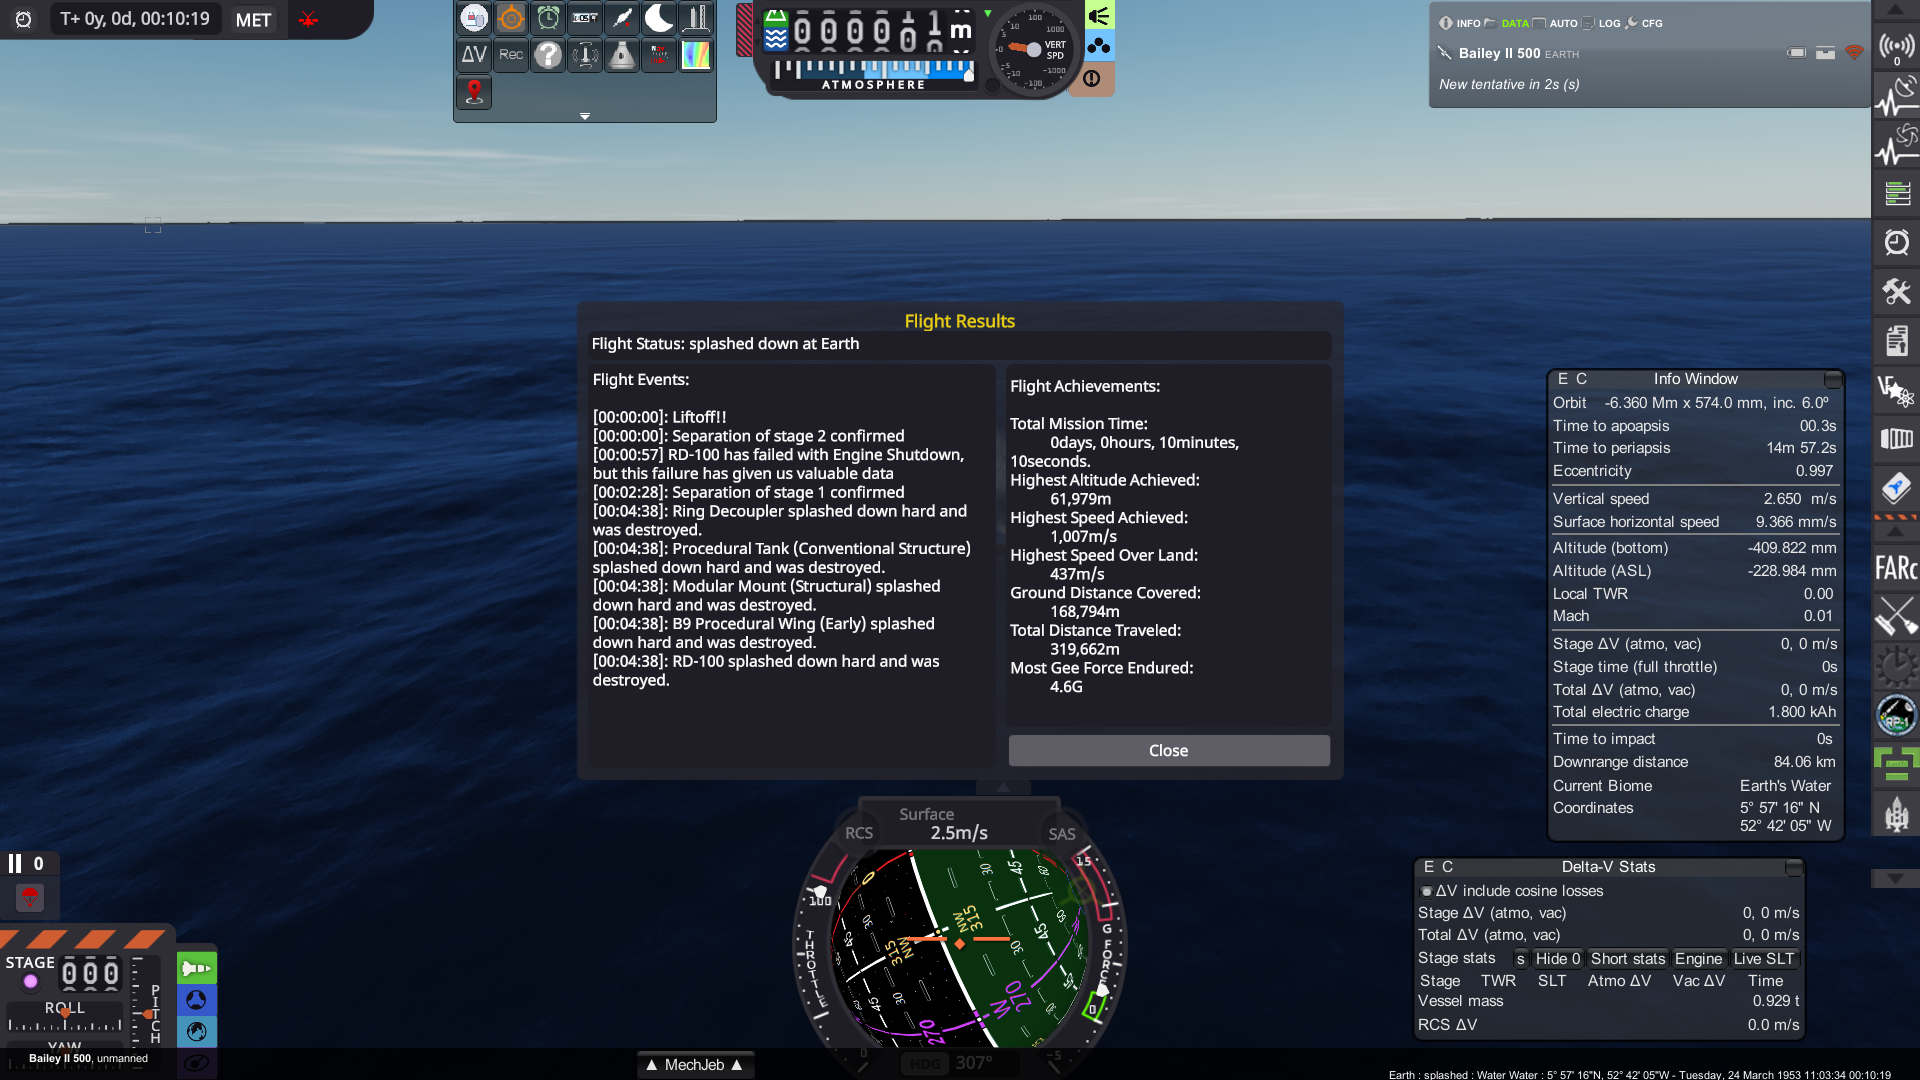 T+ 0y, 0d, 00:10:19 MET
COST
ΔV Rec ?
m
ATMOSPHERE
VERT
SPD
INFO DATA AUTO LOG CFG
Bailey II 500 EARTH
New tentative in 2s (s)
0
Flight Results
Flight Status: splashed down at Earth
Flight Events:
[00:00:00]: Liftoff!!
[00:00:00]: Separation of stage 2 confirmed
[00:00:57] RD-100 has failed with Engine Shutdown,
but this failure has given us valuable data
[00:02:28]: Separation of stage 1 confirmed
[00:04:38]: Ring Decoupler splashed down hard and
was destroyed.
[00:04:38]: Procedural Tank (Conventional Structure)
splashed down hard and was destroyed.
[00:04:38]: Modular Mount (Structural) splashed
down hard and was destroyed.
[00:04:38]: B9 Procedural Wing (Early) splashed
down hard and was destroyed.
[00:04:38]: RD-100 splashed down hard and was
destroyed.
Flight Achievements:
Total Mission Time:
0days, 0hours, 10minutes,
10seconds.
Highest Altitude Achieved:
61,979m
Highest Speed Achieved:
1,007m/s
Highest Speed Over Land:
437m/s
Ground Distance Covered:
168,794m
Total Distance Traveled:
319,662m
Most Gee Force Endured:
4.6G
Close
E C Info Window
Orbit -6.360 Mm x 574.0 mm, inc. 6.0º
Time to apoapsis 00.3s
Time to periapsis 14m 57.2s
Eccentricity 0.997
Vertical speed 2.650 m/s
Surface horizontal speed 9.366 mm/s
Altitude (bottom) -409.822 mm
Altitude (ASL) -228.984 mm
Local TWR 0.00
Mach 0.01
Stage ΔV (atmo, vac) 0, 0 m/s
Stage time (full throttle) 0s
Total ΔV (atmo, vac) 0, 0 m/s
Total electric charge 1.800 kAh
Time to impact 0s
Downrange distance 84.06 km
Current Biome Earth's Water
Coordinates 5° 57' 16" N
52° 42' 05" W
FARc
RP-1
E C Delta-V Stats
ΔV include cosine losses
Stage ΔV (atmo, vac) 0, 0 m/s
Total ΔV (atmo, vac) 0, 0 m/s
Stage stats s Hide 0 Short stats Engine Live SLT
Stage TWR SLT Atmo ΔV Vac ΔV Time
Vessel mass 0.929 t
RCS ΔV 0.0 m/s
Surface
RCS 2.5m/s SAS
100
THROTTLE
G FORCE
15
0
-5
NW
315
W
270
HDG 307°
0
STAGE 000
ROLL
PITCH
YAW
Bailey II 500, unmanned
▲ MechJeb ▲
Earth : splashed : Water Water : 5° 57' 16"N, 52° 42' 05"W - Tuesday, 24 March 1953 11:03:34 00:10:19